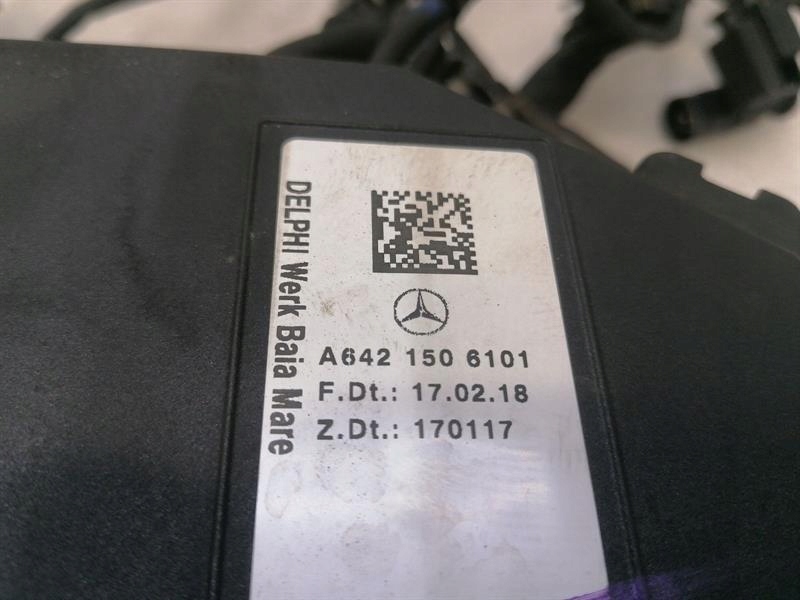 DELPHI Werk Baia Mare
A642 150 6101
F.Dt.: 17.02.18
Z.Dt.: 170117